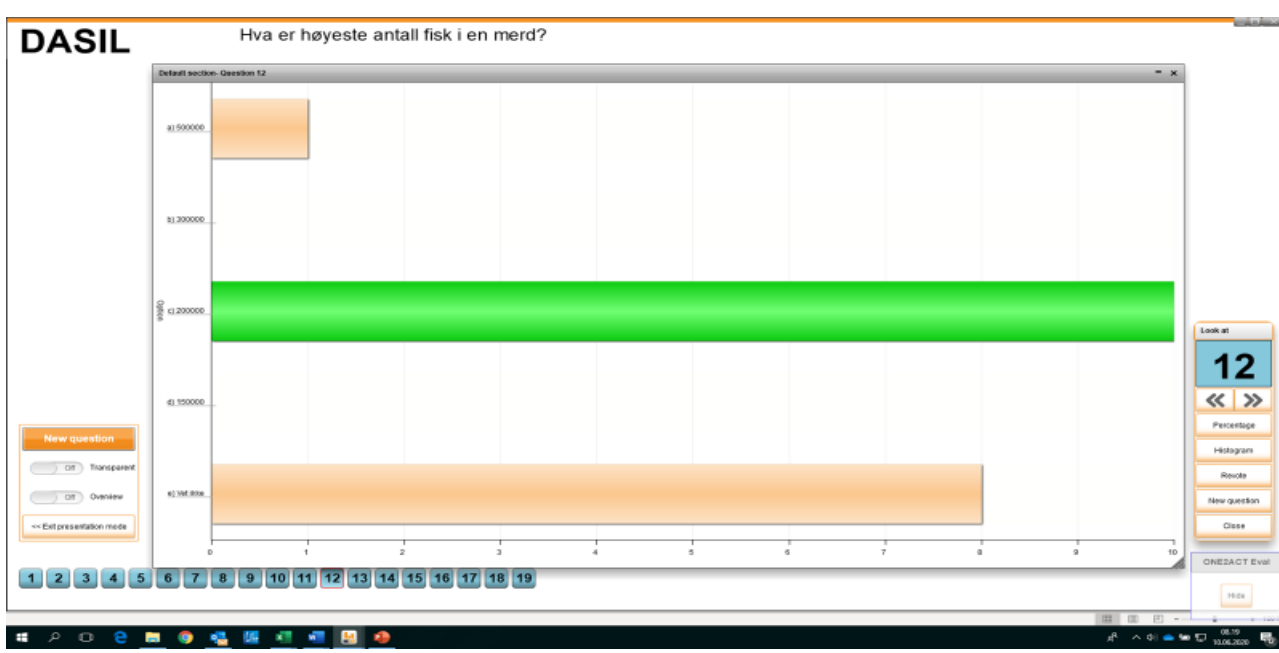 DASIL
Hva er høyeste antall fisk i en merd?
Default section- Question 12
a) 500000
b) 300000
c) 200000
d) 150000
e) Vet ikke
Option
0 1 2 3 4 5 6 7 8 9 10
New question
Off Transparent
Off Overview
<< Exit presentation mode
Look at
12
Percentage
Histogram
Revote
New question
Close
ONE2ACT Eval
Hide
1 2 3 4 5 6 7 8 9 10 11 12 13 14 15 16 17 18 19
08.19
10.06.2020